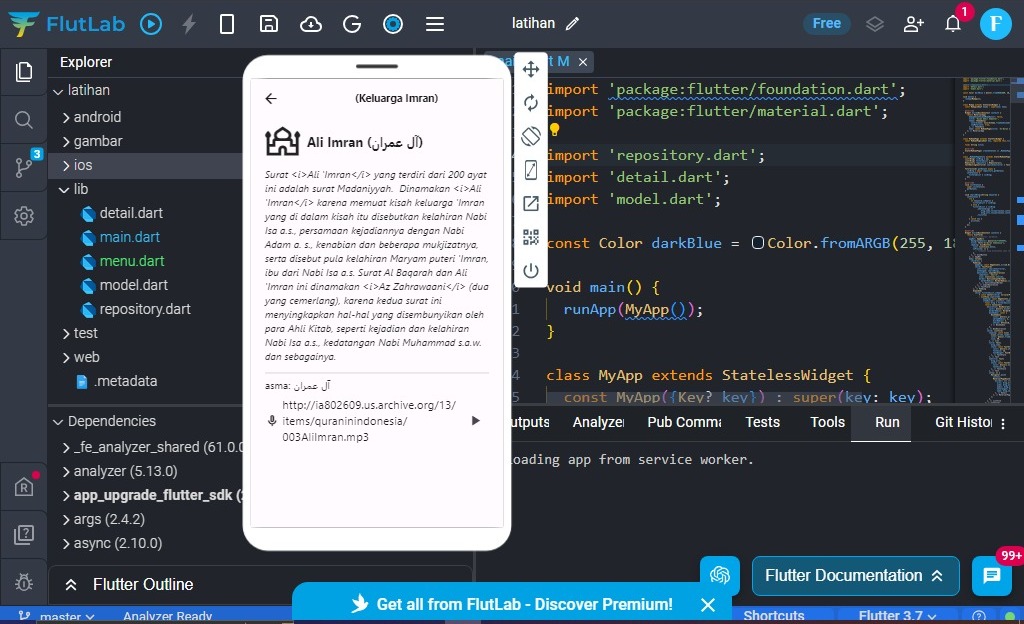 FlutLab
latihan
Free
1
F
Explorer
latihan
android
gambar
ios
lib
detail.dart
main.dart
menu.dart
model.dart
repository.dart
test
web
.metadata
3
Dependencies
_fe_analyzer_shared (61.0.0
analyzer (5.13.0)
app_upgrade_flutter_sdk (
args (2.4.2)
async (2.10.0)
Flutter Outline
master
Analyzer Ready
(Keluarga Imran)
Ali Imran (آل عمران)
Surat <i>Ali 'Imran</i> yang terdiri dari 200 ayat
ini adalah surat Madaniyyah. Dinamakan <i>Ali
'Imran</i> karena memuat kisah keluarga 'Imran
yang di dalam kisah itu disebutkan kelahiran Nabi
Isa a.s., persamaan kejadiannya dengan Nabi
Adam a. s., kenabian dan beberapa mukjizatnya,
serta disebut pula kelahiran Maryam puteri 'Imran,
ibu dari Nabi Isa a.s. Surat Al Baqarah dan Ali
'Imran ini dinamakan <i>Az Zahrawaani</i> (dua
yang cemerlang), karena kedua surat ini
menyingkapkan hal-hal yang disembunyikan oleh
para Ahli Kitab, seperti kejadian dan kelahiran
Nabi Isa a.s., kedatangan Nabi Muhammad s.a.w.
dan sebagainya.
asma: آل عمران
http://ia802609.us.archive.org/13/
items/quraninindonesia/
003AliImran.mp3
t M
import 'package:flutter/foundation.dart';
import 'package:flutter/material.dart';
import 'repository.dart';
import 'detail.dart';
import 'model.dart';
const Color darkBlue = Color.fromARGB(255, 18
void main() {
runApp(MyApp());
}
class MyApp extends StatelessWidget {
const MyApp({Key? key}) : super(key: key);
utputs
Analyzer
Pub Comma
Tests
Tools
Run
Git Histor
oading app from service worker.
Flutter Documentation
99+
Get all from FlutLab - Discover Premium!
Shortcuts
Flutter 3.7